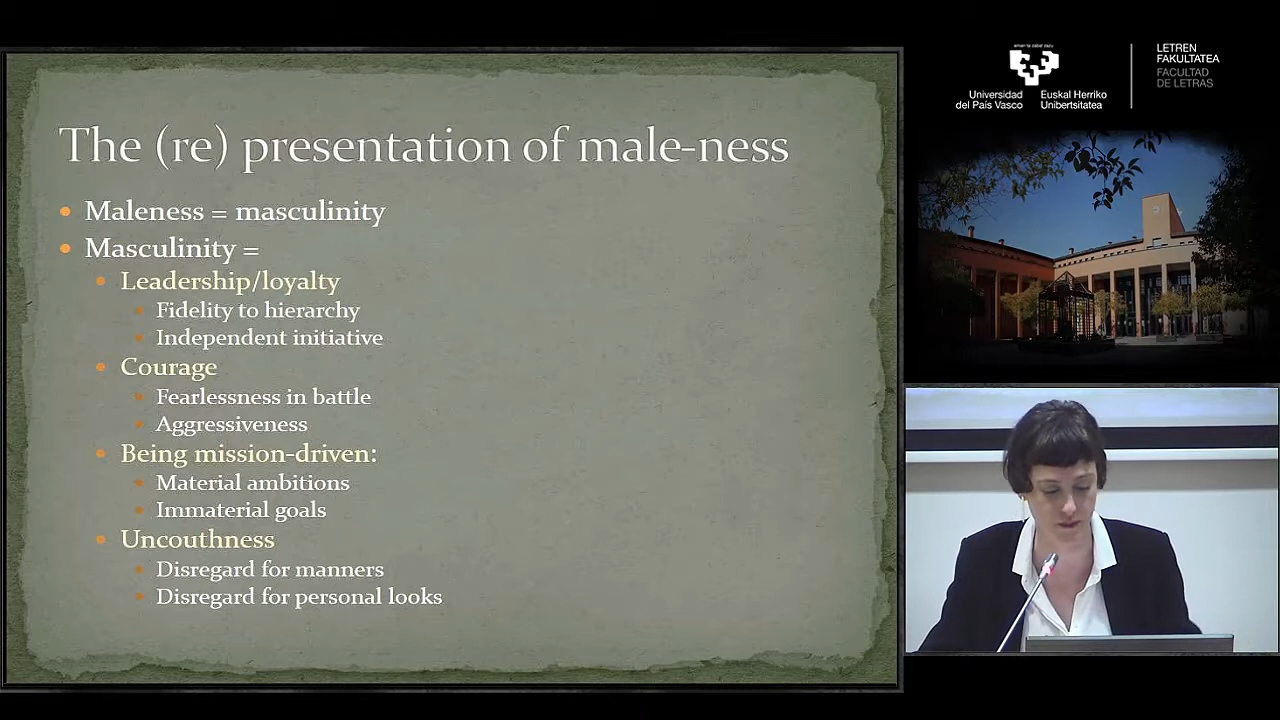 The (re) presentation of male-ness
Maleness = masculinity
Masculinity =
Leadership/loyalty
Fidelity to hierarchy
Independent initiative
Courage
Fearlessness in battle
Aggressiveness
Being mission-driven:
Material ambitions
Immaterial goals
Uncouthness
Disregard for manners
Disregard for personal looks
Universidad
del País Vasco
Euskal Herriko
Unibertsitatea
LETREN
FAKULTATEA
FACULTAD
DE LETRAS